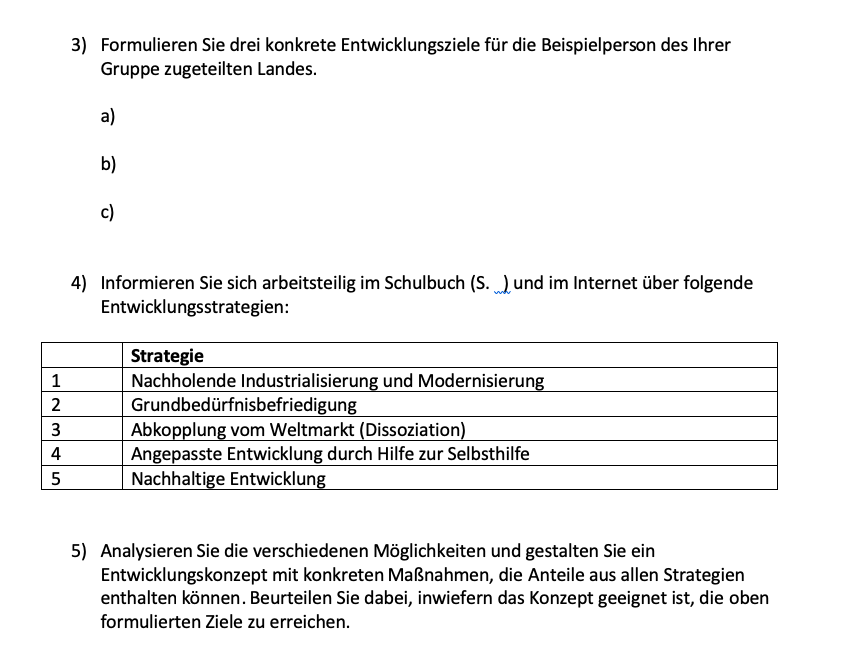 3) Formulieren Sie drei konkrete Entwicklungsziele für die Beispielperson des Ihrer
Gruppe zugeteilten Landes.
a)
b)
c)
4) Informieren Sie sich arbeitsteilig im Schulbuch (S. ) und im Internet über folgende
Entwicklungsstrategien:
Strategie
1 Nachholende Industrialisierung und Modernisierung
2 Grundbedürfnisbefriedigung
3 Abkopplung vom Weltmarkt (Dissoziation)
4 Angepasste Entwicklung durch Hilfe zur Selbsthilfe
5 Nachhaltige Entwicklung
5) Analysieren Sie die verschiedenen Möglichkeiten und gestalten Sie ein
Entwicklungskonzept mit konkreten Maßnahmen, die Anteile aus allen Strategien
enthalten können. Beurteilen Sie dabei, inwiefern das Konzept geeignet ist, die oben
formulierten Ziele zu erreichen.